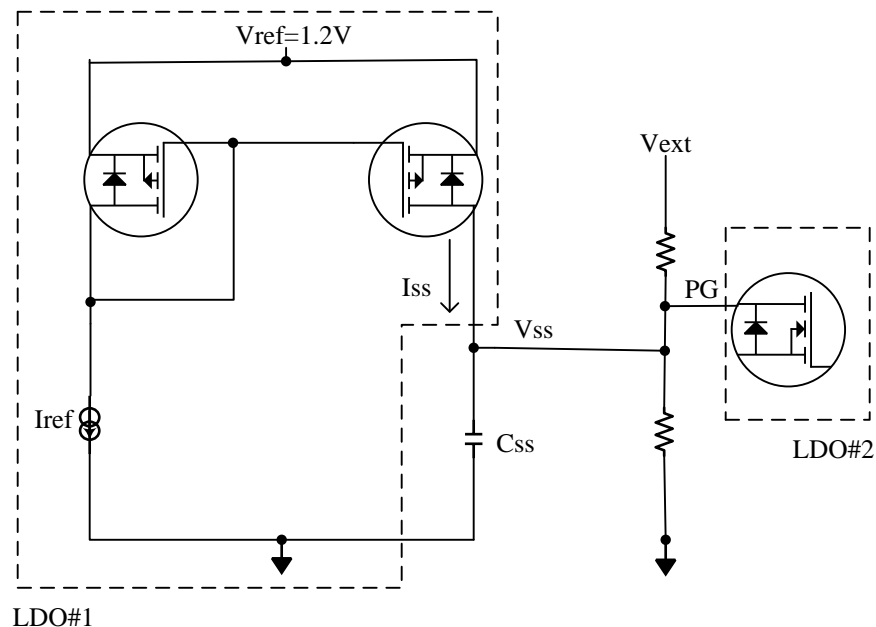 Vref=1.2V
Vext
PG
Iss
Vss
Iref
Css
LDO#2
LDO#1